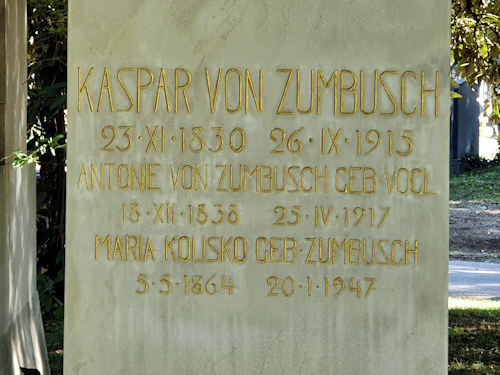 KASPAR VON ZUMBUSCH
23·XI·1830 26·IX·1915
ANTONIE VON ZUMBUSCH GEB·VOGL
18·XII·1838 25·IV·1917
MARIA KOLISKO GEB·ZUMBUSCH
5·5·1864 20·1·1947